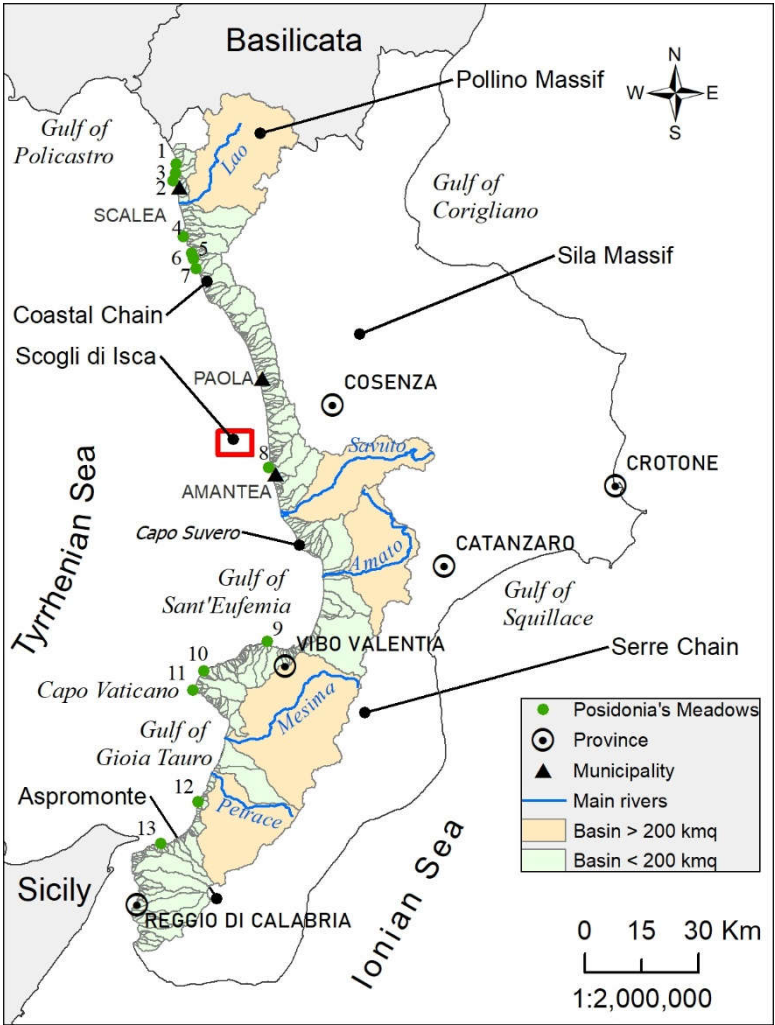 Basilicata
N
W
E
S
Pollino Massif
Gulf of
Policastro
1
3
2
Lao
SCALEA
Gulf of
Corigliano
4
5
6
7
Sila Massif
Coastal Chain
Scogli di Isca
PAOLA
COSENZA
8
Savuto
AMANTEA
CROTONE
Capo Suvero
Amato
CATANZARO
Tyrrhenian Sea
Gulf of
Sant'Eufemia
Gulf of
Squillace
9
VIBO VALENTIA
10
11
Serre Chain
Capo Vaticano
Mesima
Gulf of
Gioia Tauro
12
Aspromonte
Petrace
13
Sicily
REGGIO DI CALABRIA
Ionian Sea
Posidonia's Meadows
Province
Municipality
Main rivers
Basin > 200 kmq
Basin < 200 kmq
0 15 30 Km
1:2,000,000